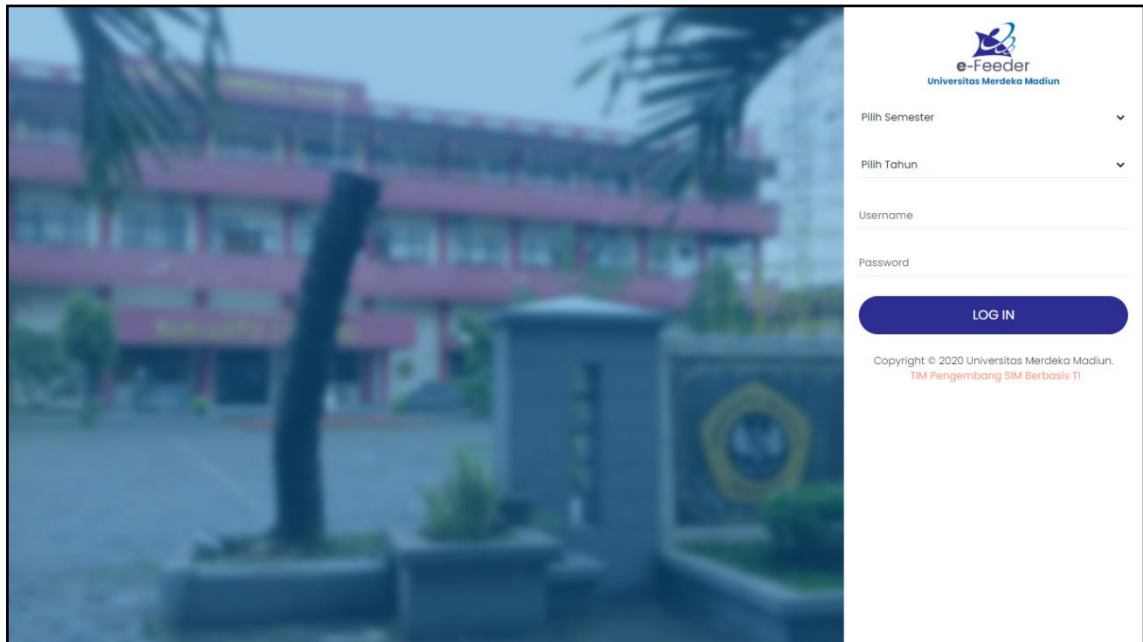 e-Feeder
Universitas Merdeka Madiun
Pilih Semester
Pilih Tahun
Username
Password
LOG IN
Copyright © 2020 Universitas Merdeka Madiun.
TIM Pengembang SIM Berbasis TI